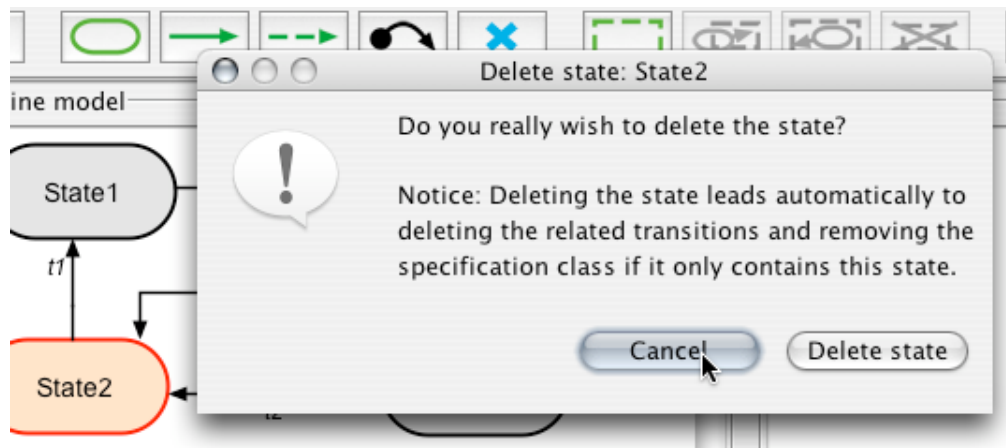 Delete state: State2
ine model
Do you really wish to delete the state?
State1
Notice: Deleting the state leads automatically to
deleting the related transitions and removing the
specification class if it only contains this state.
t1
Cancel
Delete state
State2
t2